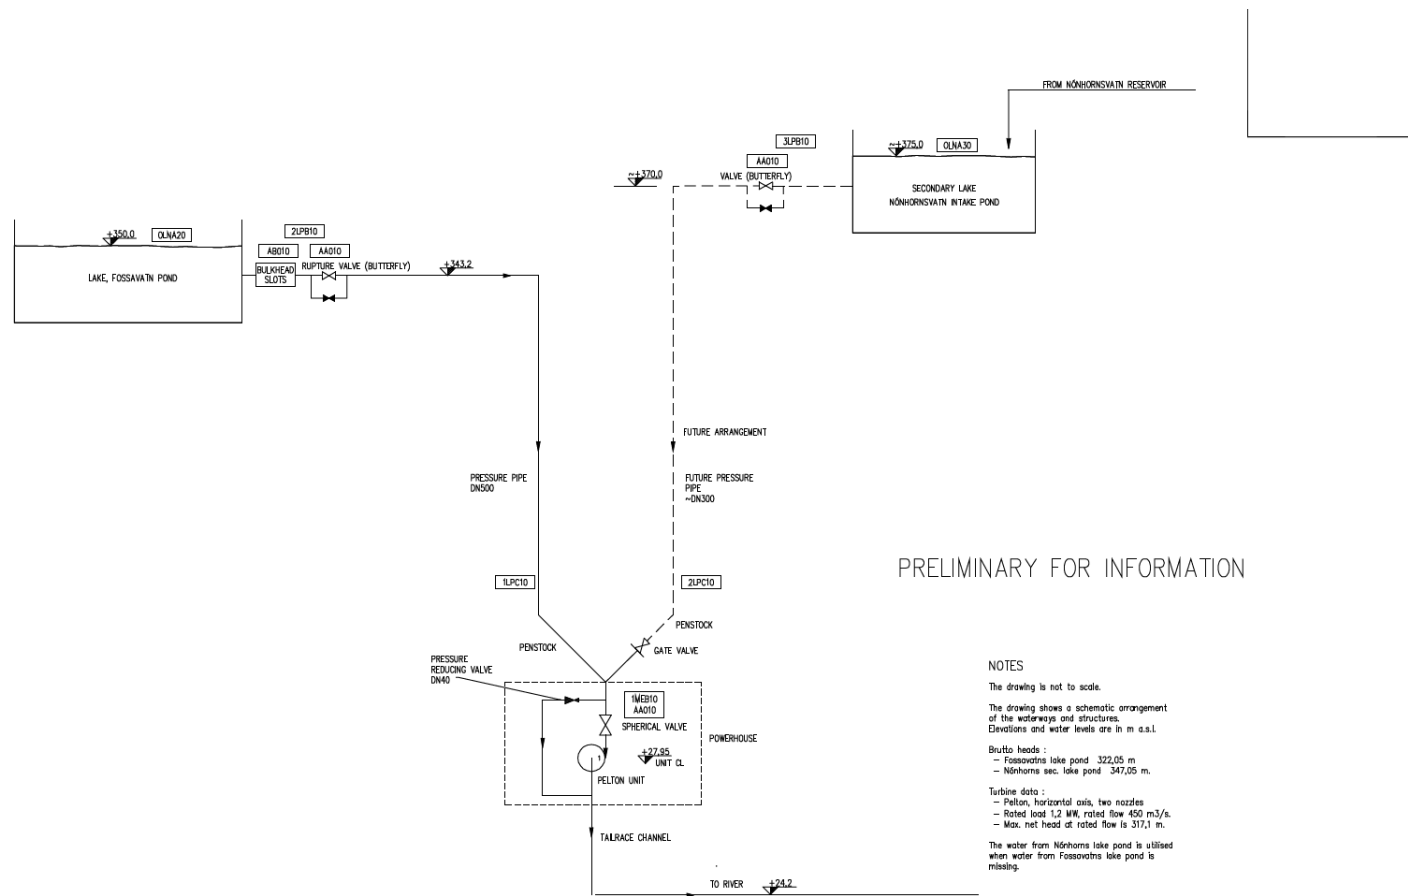 FROM NÓNHORNSVATN RESERVOIR
3LPB10
≈+375,0
0LNA30
AA010
VALVE (BUTTERFLY)
≈+370,0
SECONDARY LAKE
NÓNHORNSVATN INTAKE POND
+350,0
0LNA20
2LPB10
AB010
AA010
BULKHEAD
SLOTS
RUPTURE VALVE (BUTTERFLY)
+343,2
LAKE, FOSSAVATN POND
FUTURE ARRANGEMENT
PRESSURE PIPE
DN500
FUTURE PRESSURE
PIPE
~DN300
PRELIMINARY FOR INFORMATION
1LPC10
2LPC10
PENSTOCK
PENSTOCK
GATE VALVE
PRESSURE
REDUCING VALVE
DN40
1MEB10
AA010
SPHERICAL VALVE
POWERHOUSE
+27,95
UNIT CL
PELTON UNIT
TAILRACE CHANNEL
TO RIVER
+24,2
NOTES
The drawing is not to scale.
The drawing shows a schematic arrangement
of the waterways and structures.
Elevations and water levels are in m a.s.l.
Brutto heads :
– Fossavatns lake pond 322,05 m
– Nónhorns sec. lake pond 347,05 m.
Turbine data :
– Pelton, horizontal axis, two nozzles
– Rated load 1,2 MW, rated flow 450 m3/s.
– Max. net head at rated flow is 317,1 m.
The water from Nónhorns lake pond is utilised
when water from Fossavatns lake pond is
missing.